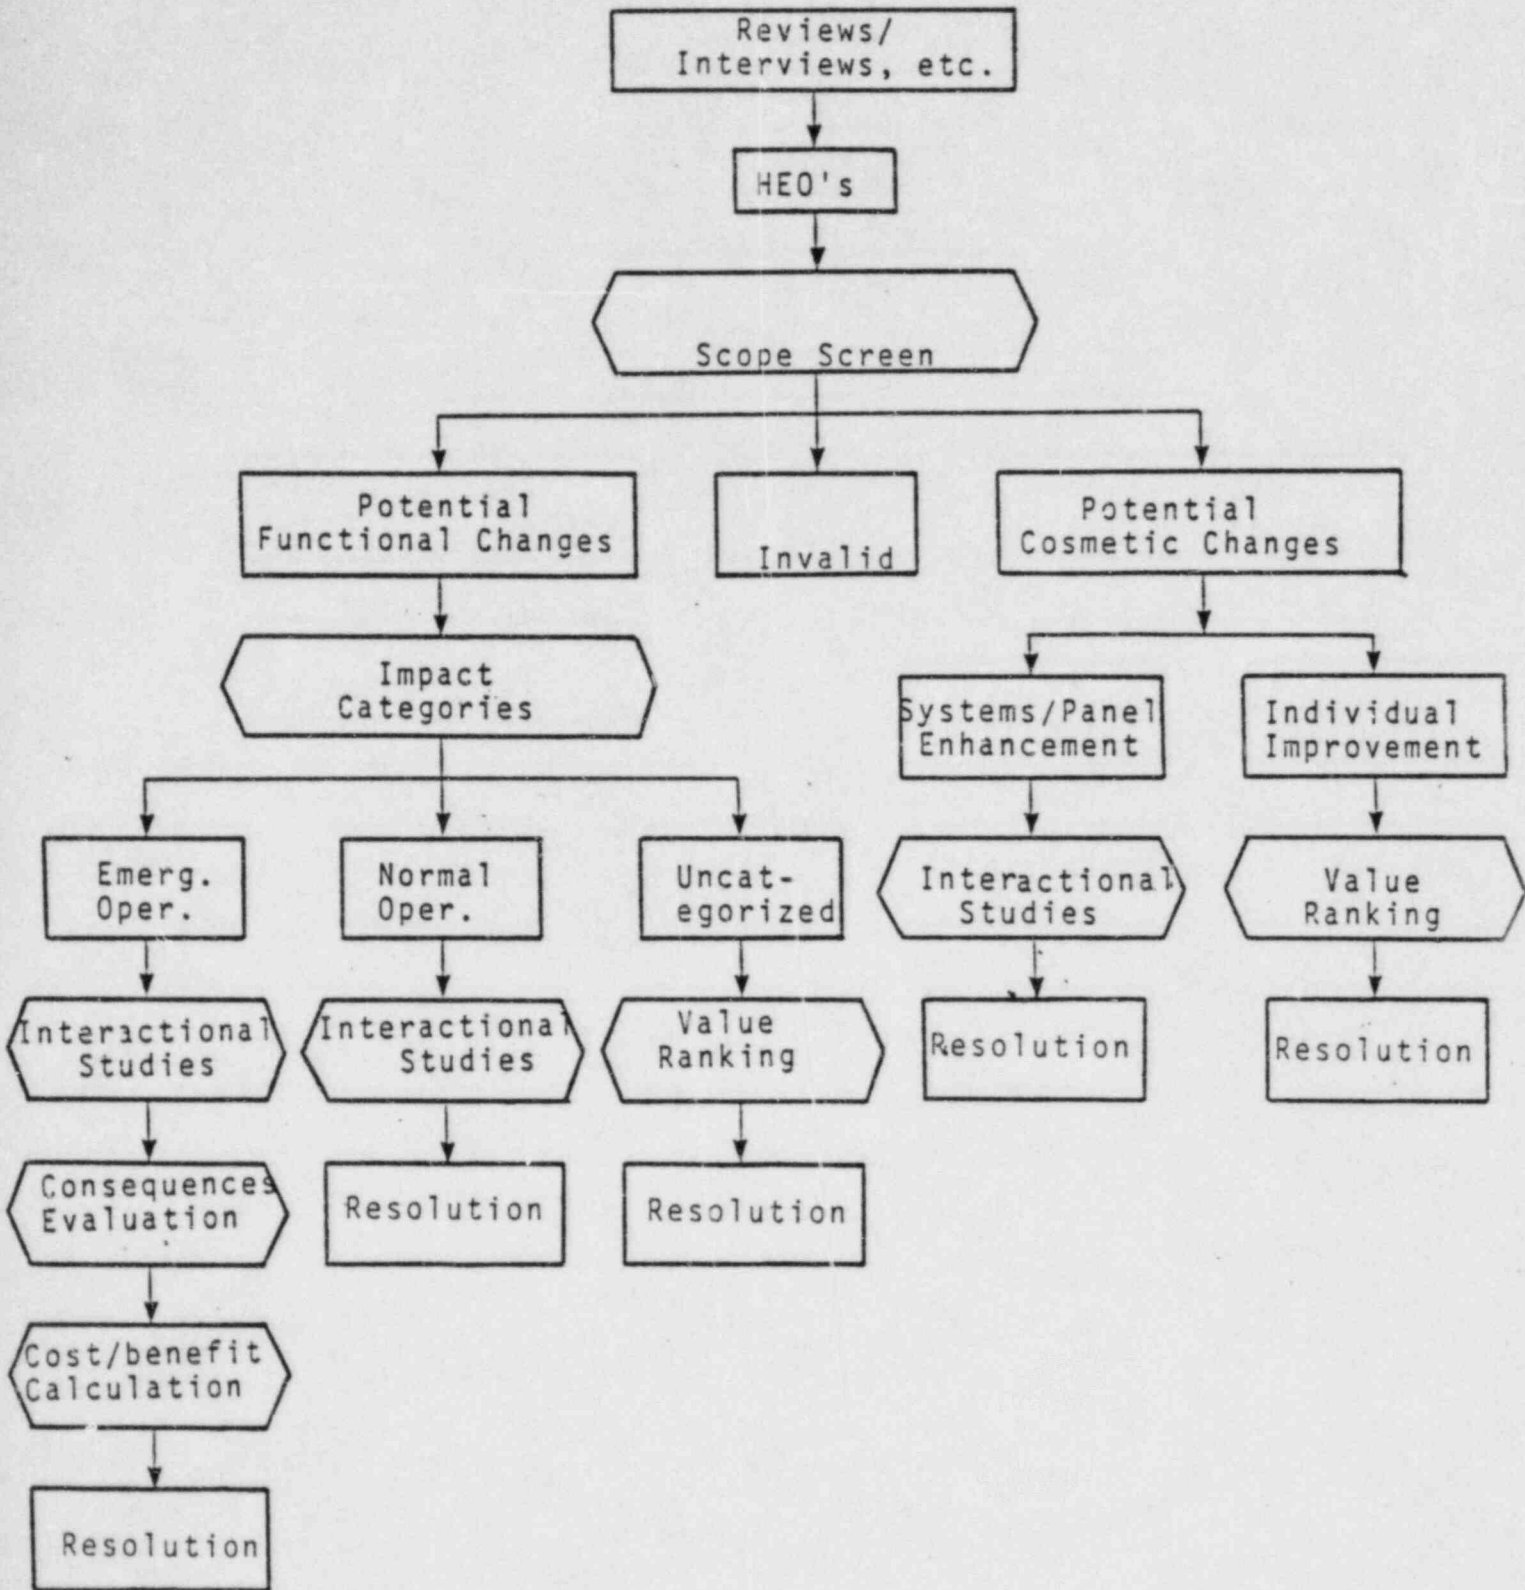 Reviews/
Interviews, etc.
HEO's
Scope Screen
Potential
Functional Changes
Invalid
Potential
Cosmetic Changes
Impact
Categories
Systems/Panel
Enhancement
Individual
Improvement
Emerg.
Oper.
Normal
Oper.
Uncat-
egorized
Interactional
Studies
Value
Ranking
Interactional
Studies
Interactional
Studies
Value
Ranking
Resolution
Resolution
Consequences
Evaluation
Resolution
Resolution
Cost/benefit
Calculation
Resolution